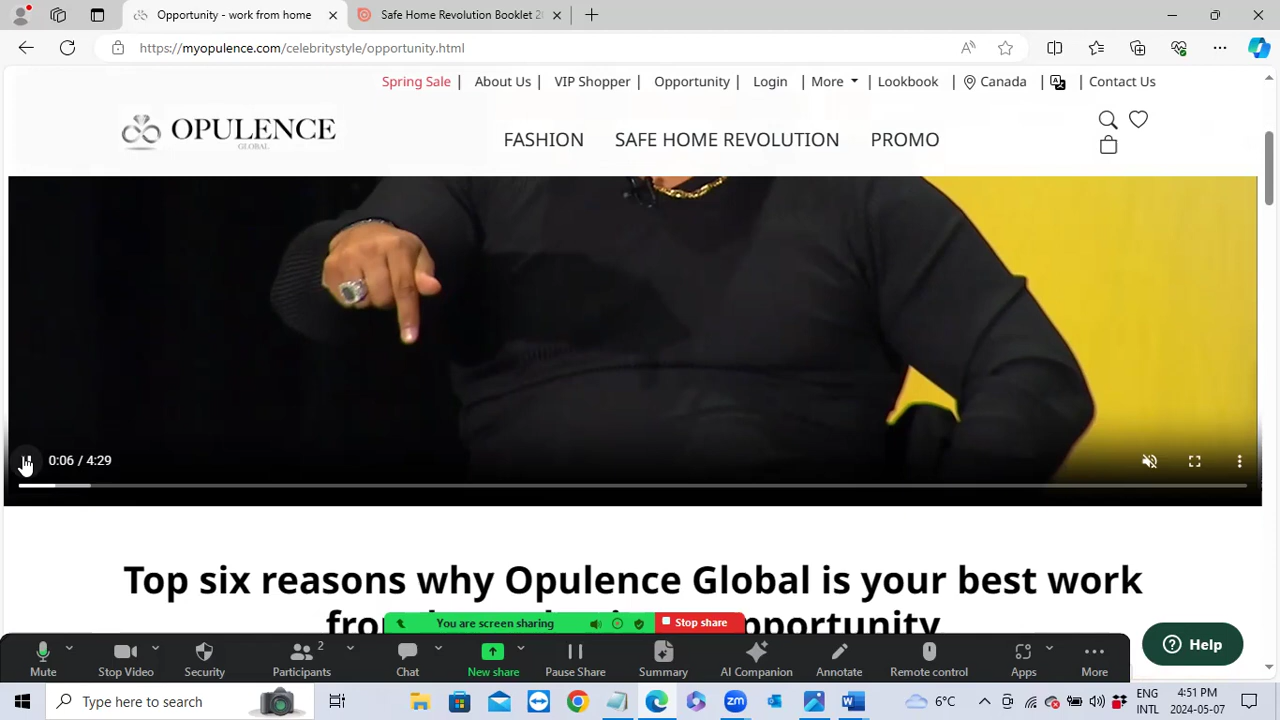 Opulence - work from home
Safe Home Revolution Booklet 2
https://myopulence.com/celebritystyle/opportunity.html
Spring Sale | About Us | VIP Shopper | Opportunity | Login | More | Lookbook | Canada | | Contact Us
OPULENCE
GLOBAL
FASHION SAFE HOME REVOLUTION PROMO
0:06 / 4:29
Top six reasons why Opulence Global is your best work
opportunity
You are screen sharing Stop share
Help
2
Mute Stop Video Security Participants Chat New share Pause Share Summary AI Companion Annotate Remote control Apps More
Type here to search
zm
6°C
ENG
INTL
4:51 PM
2024-05-07